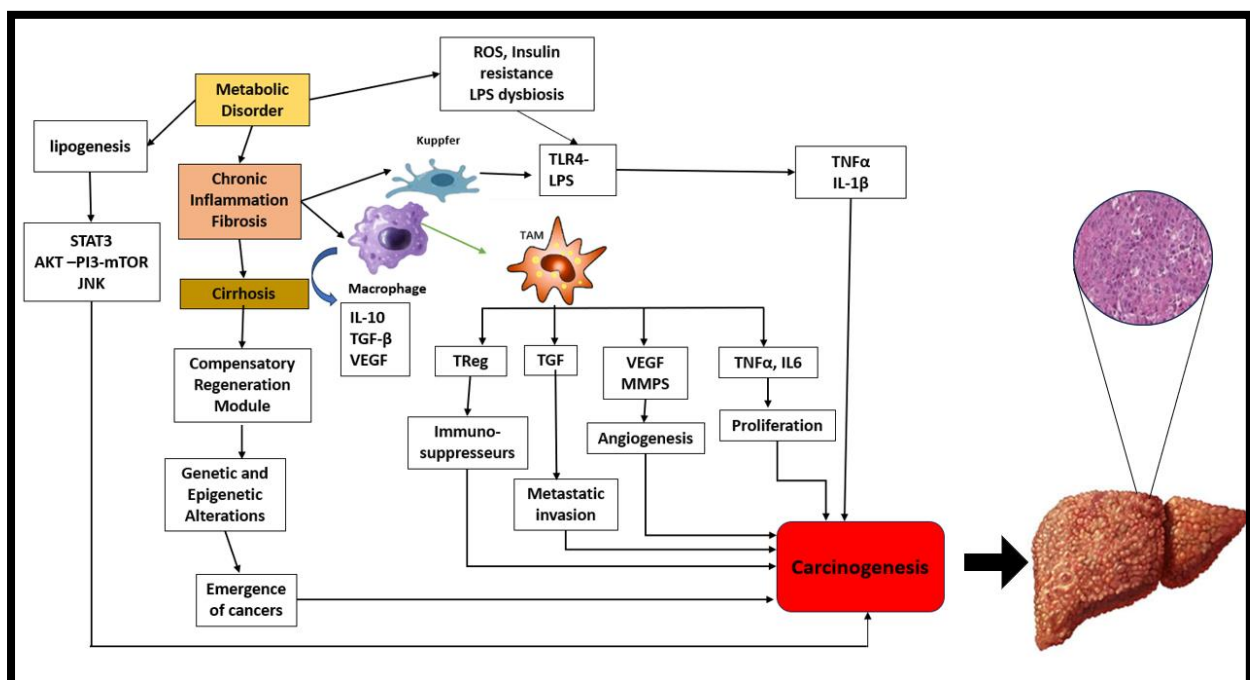 Metabolic
Disorder
ROS, Insulin
resistance
LPS dysbiosis
lipogenesis
Kuppfer
TLR4-
LPS
TNFα
IL-1β
Chronic
Inflammation
Fibrosis
STAT3
AKT –PI3-mTOR
JNK
TAM
Cirrhosis
Macrophage
IL-10
TGF-β
VEGF
Compensatory
Regeneration
Module
TReg
TGF
VEGF
MMPS
TNFα, IL6
Immuno-
suppresseurs
Angiogenesis
Proliferation
Genetic and
Epigenetic
Alterations
Metastatic
invasion
Carcinogenesis
Emergence
of cancers